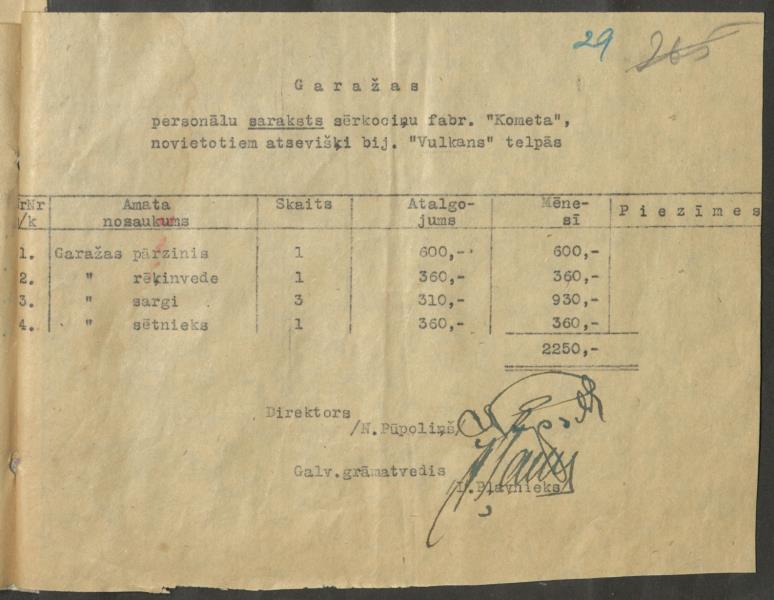 29 265
Garažas
personālu saraksts sērkociņu fabr. "Kometa",
novietotiem atsevišķi bij. "Vulkans" telpās
rNr Amata Skaits Atalgo- Mēne- Piezīmes
/k nosaukums jums sī
1. Garažas pārzinis 1 600,- 600,-
2. " rēķinvede 1 360,- 360,-
3. " sargi 3 310,- 930,-
4. " sētnieks 1 360,- 360,-
2250,-
Direktors
/N.Pūpoliņš/
Galv.grāmatvedis
Pļavnieks/